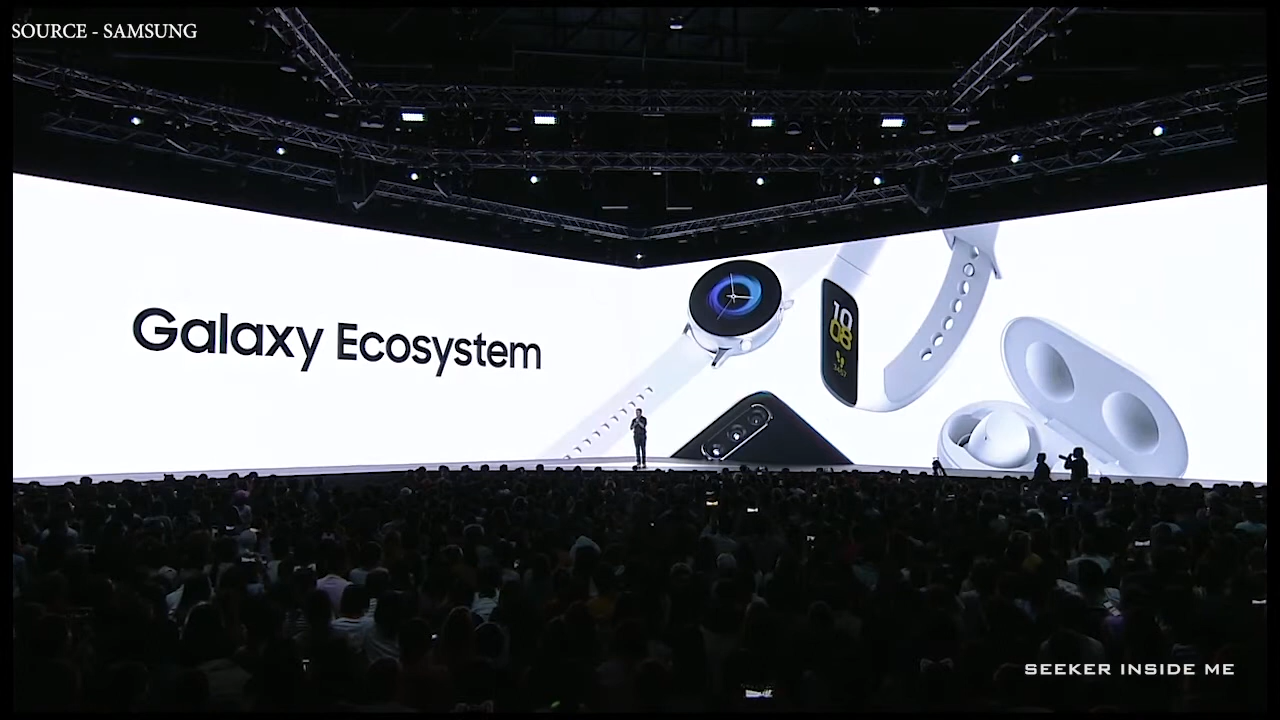 SOURCE - SAMSUNG
Galaxy Ecosystem
10
08
SEEKER INSIDE ME